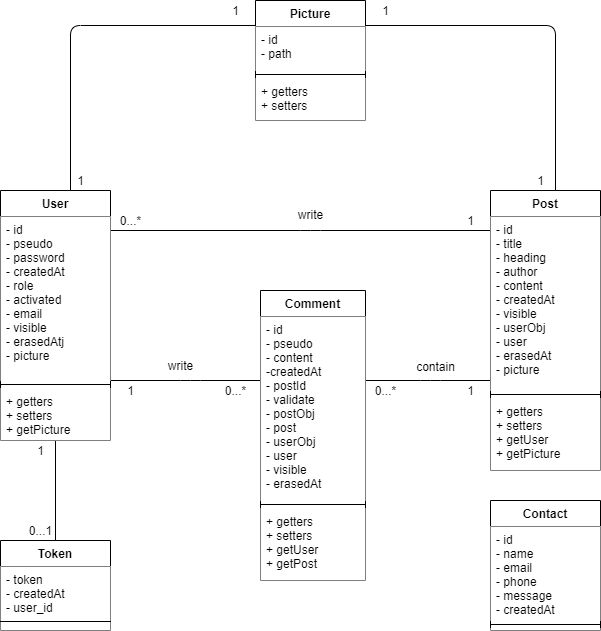 1
Picture
1
- id
- path
+ getters
+ setters
1
1
User
- id
- pseudo
- password
- createdAt
- role
- activated
- email
- visible
- erasedAtj
- picture
+ getters
+ setters
+ getPicture
0...*
write
1
Post
- id
- title
- heading
- author
- content
- createdAt
- visible
- userObj
- user
- erasedAt
- picture
+ getters
+ setters
+ getUser
+ getPicture
write
1
0...*
Comment
- id
- pseudo
- content
-createdAt
- postId
- validate
- postObj
- post
- userObj
- user
- visible
- erasedAt
+ getters
+ setters
+ getUser
+ getPost
contain
0...*
1
1
0...1
Token
- token
- createdAt
- user_id
Contact
- id
- name
- email
- phone
- message
- createdAt